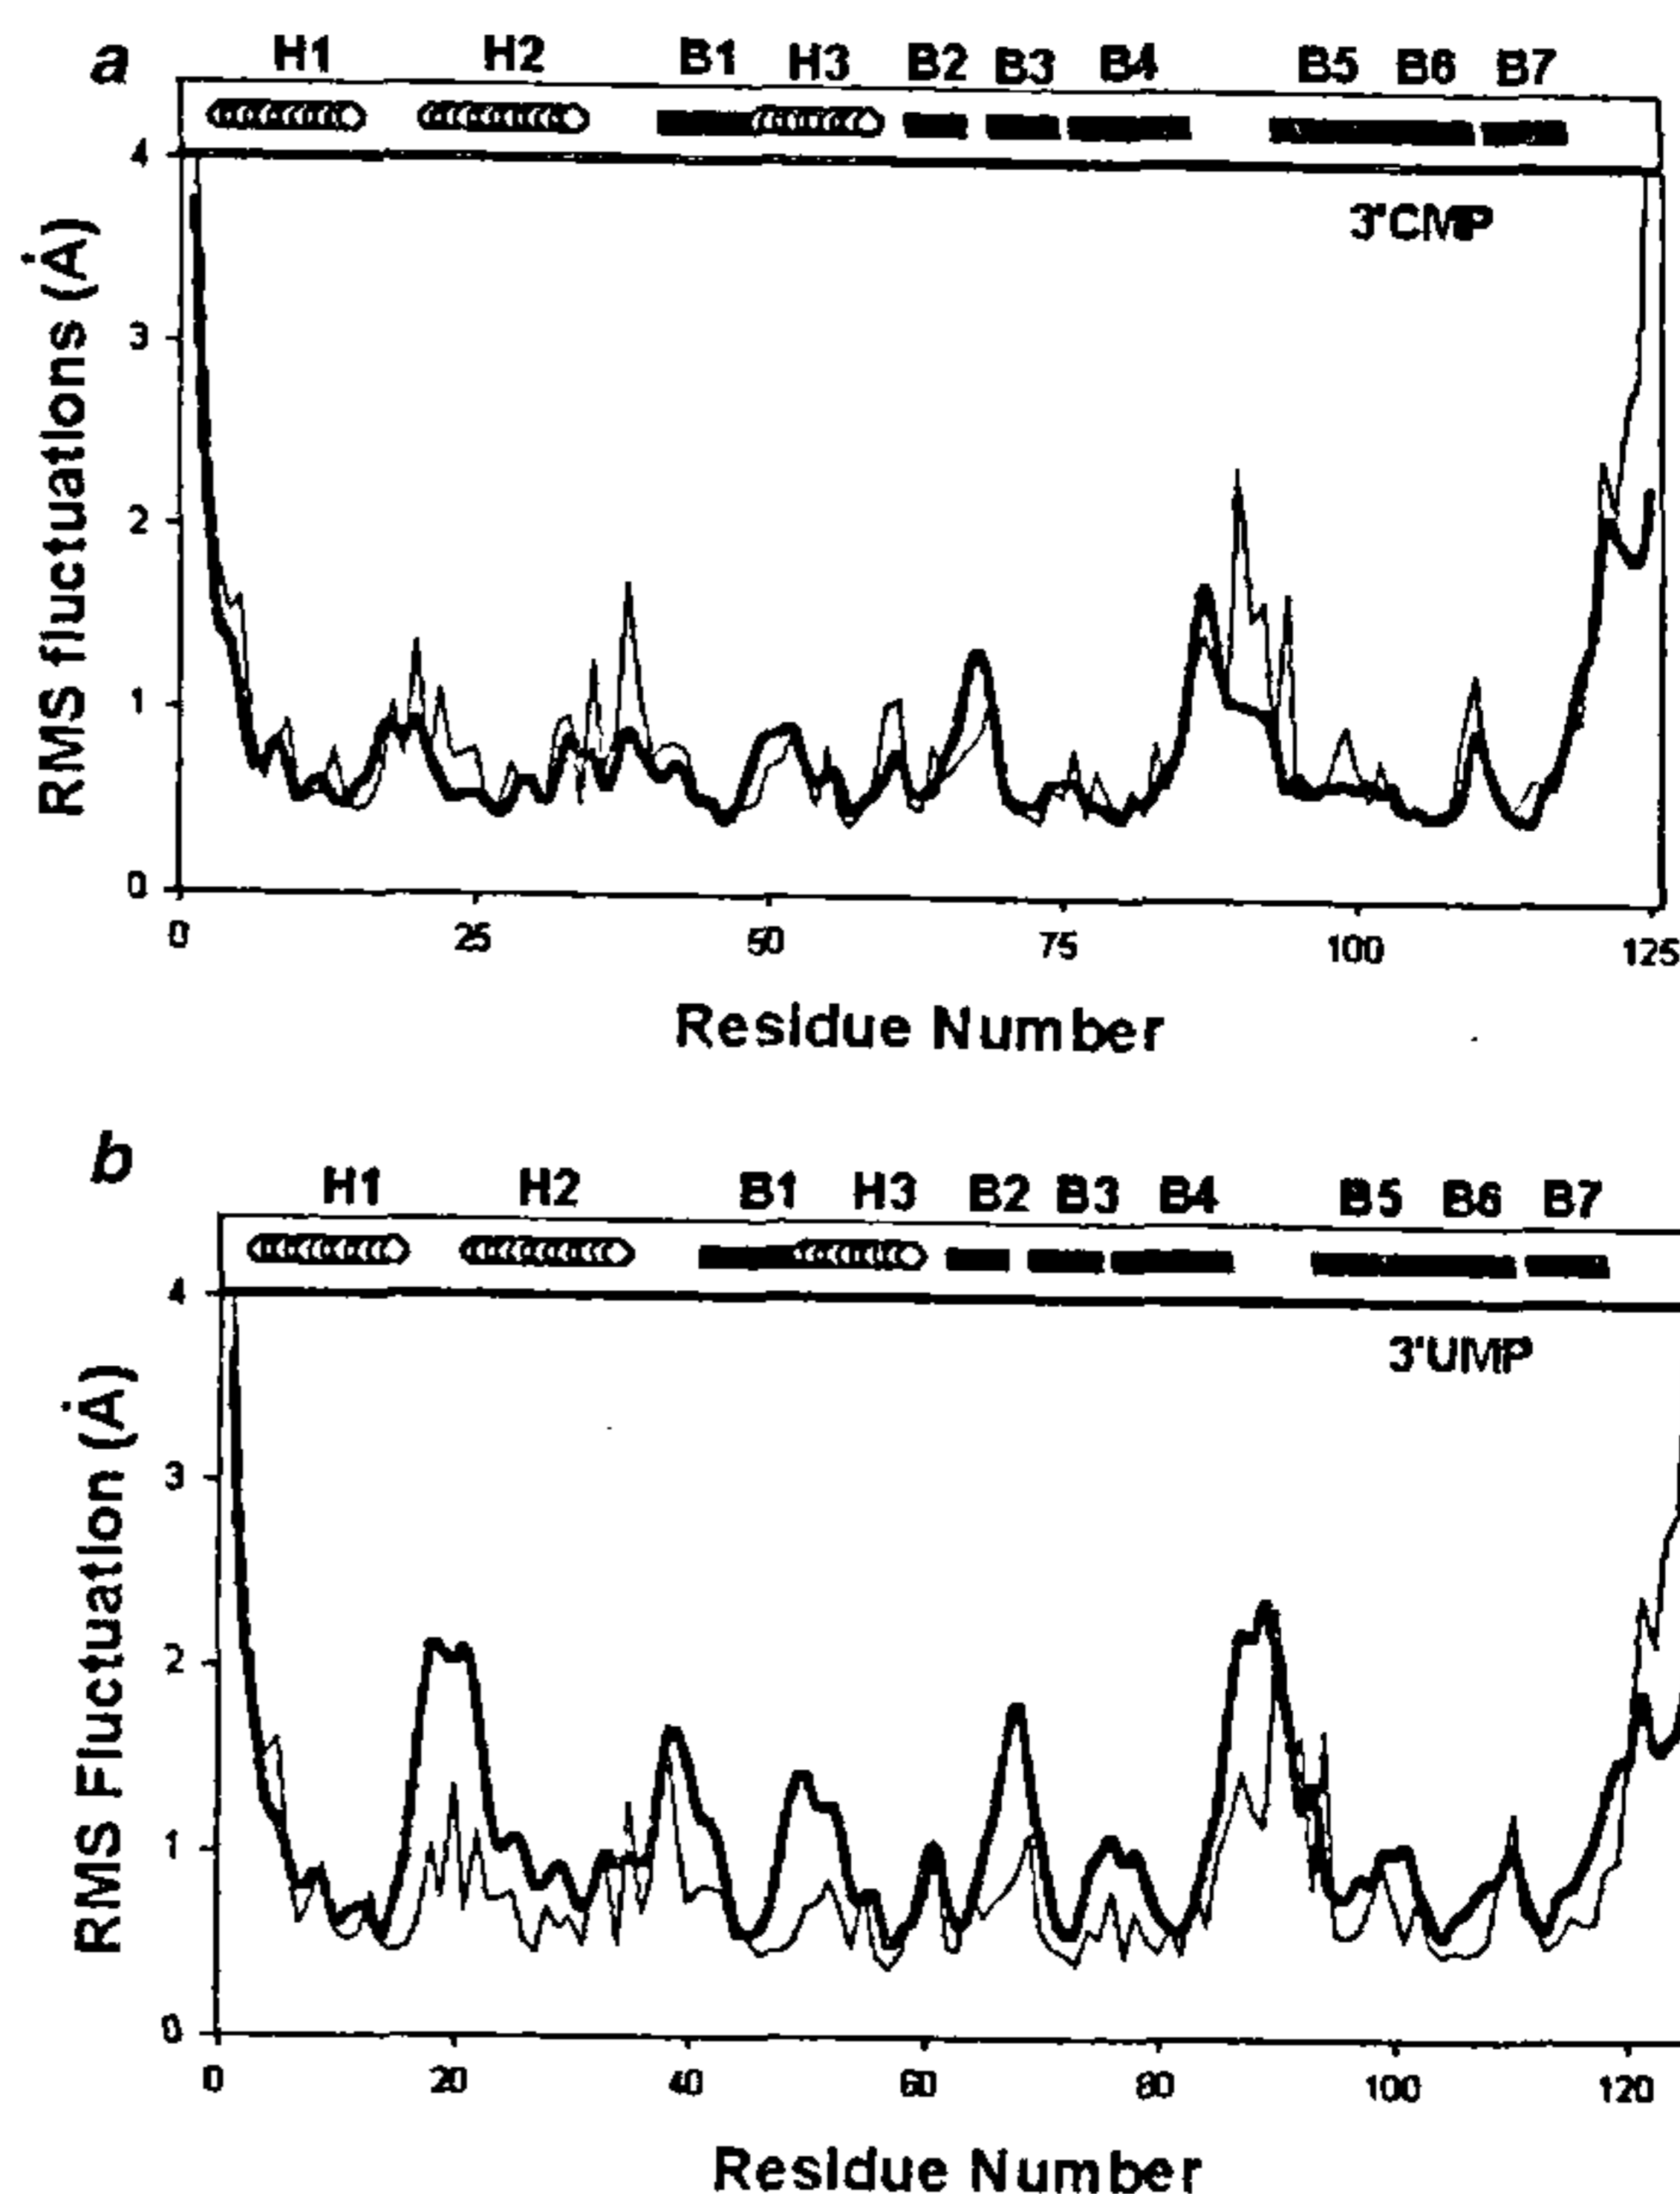 a
H1 H2 B1 H3 B2 B3 B4 B5 B6 B7
3'CMP
RMS fluctuations (Å)
4
3
2
1
0
0 25 50 75 100 125
Residue Number
b
H1 H2 B1 H3 B2 B3 B4 B5 B6 B7
3'UMP
RMS Fluctuation (Å)
4
3
2
1
0
0 20 40 60 80 100 120
Residue Number